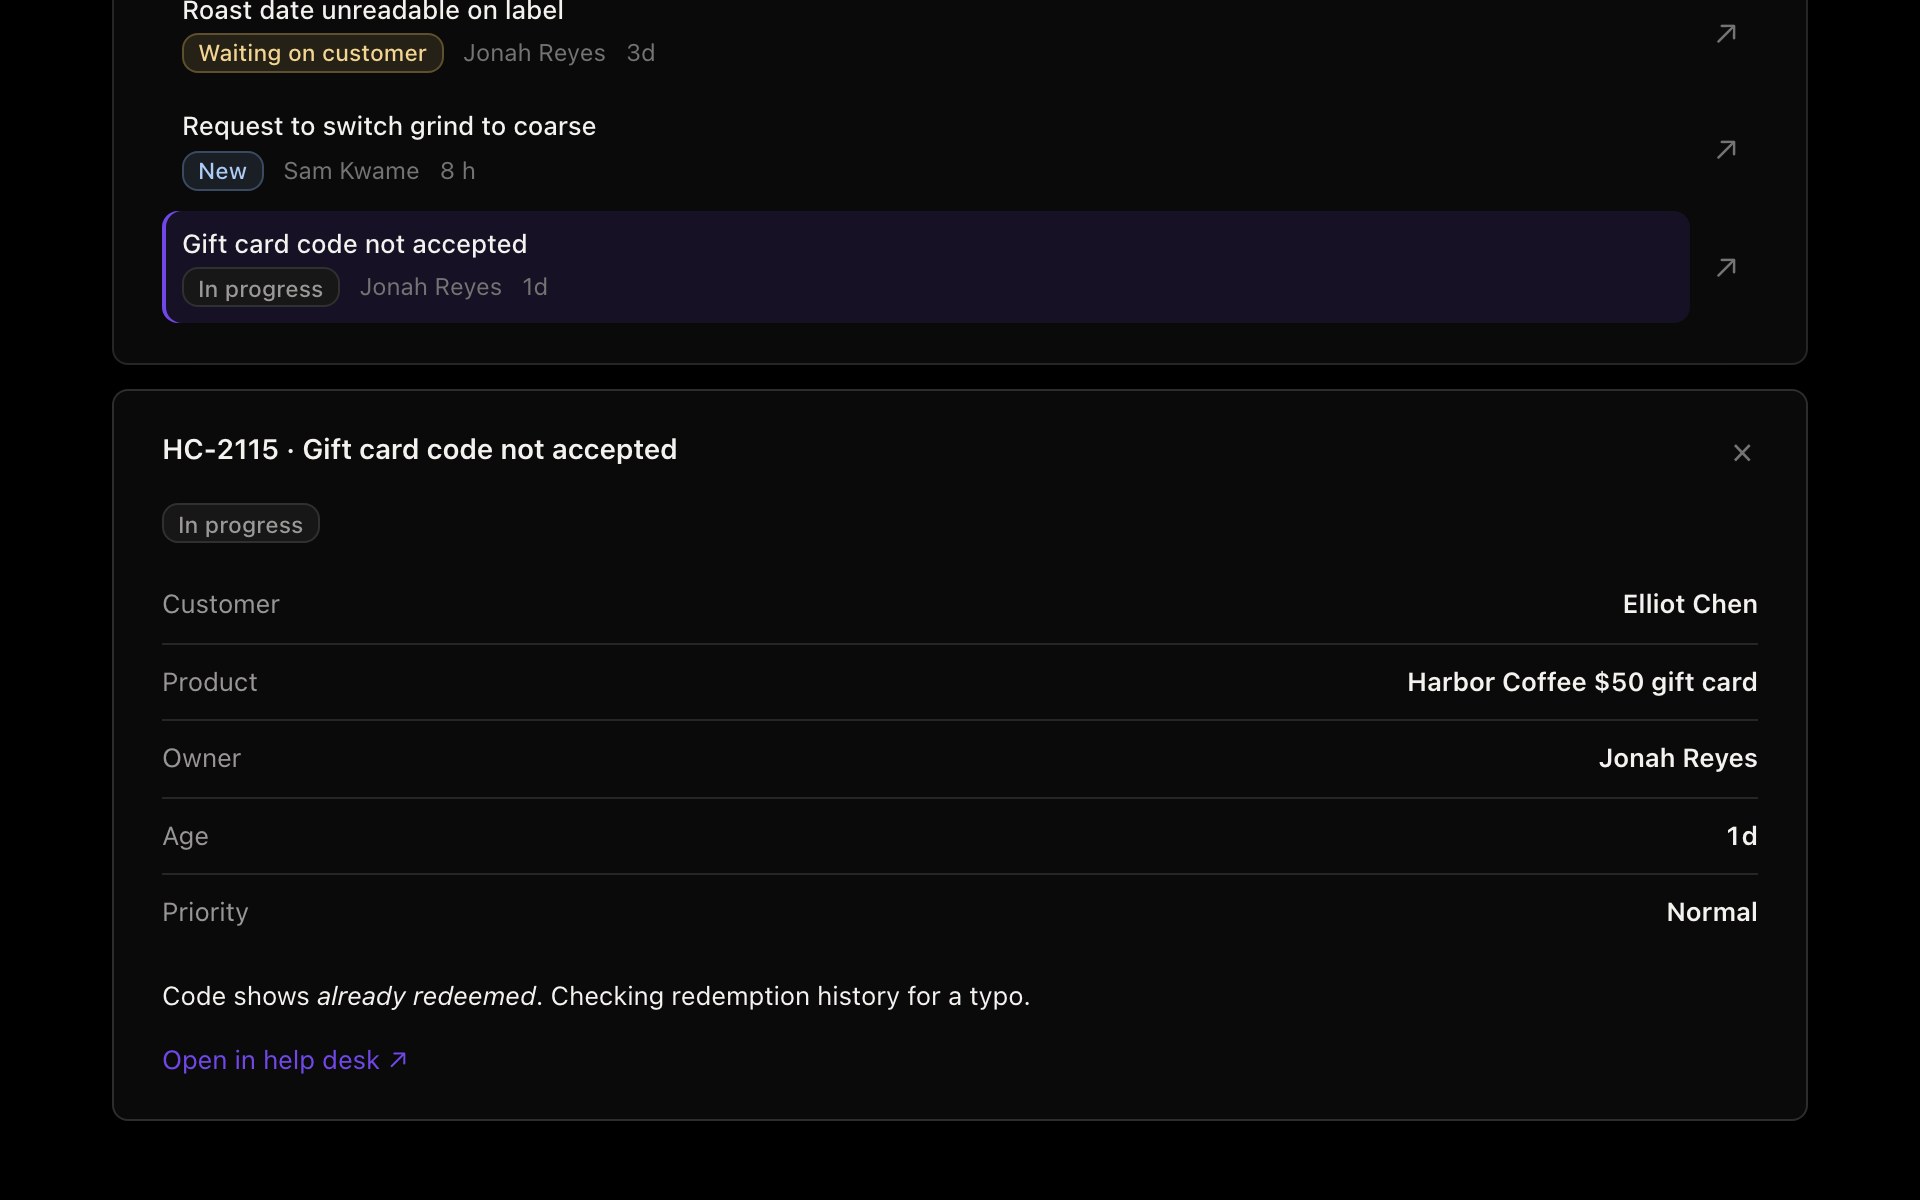 Roast date unreadable on label
Waiting on customer Jonah Reyes 3d
Request to switch grind to coarse
New Sam Kwame 8 h
Gift card code not accepted
In progress Jonah Reyes 1d
HC-2115 · Gift card code not accepted
In progress
Customer Elliot Chen
Product Harbor Coffee $50 gift card
Owner Jonah Reyes
Age 1d
Priority Normal
Code shows already redeemed. Checking redemption history for a typo.
Open in help desk ↗